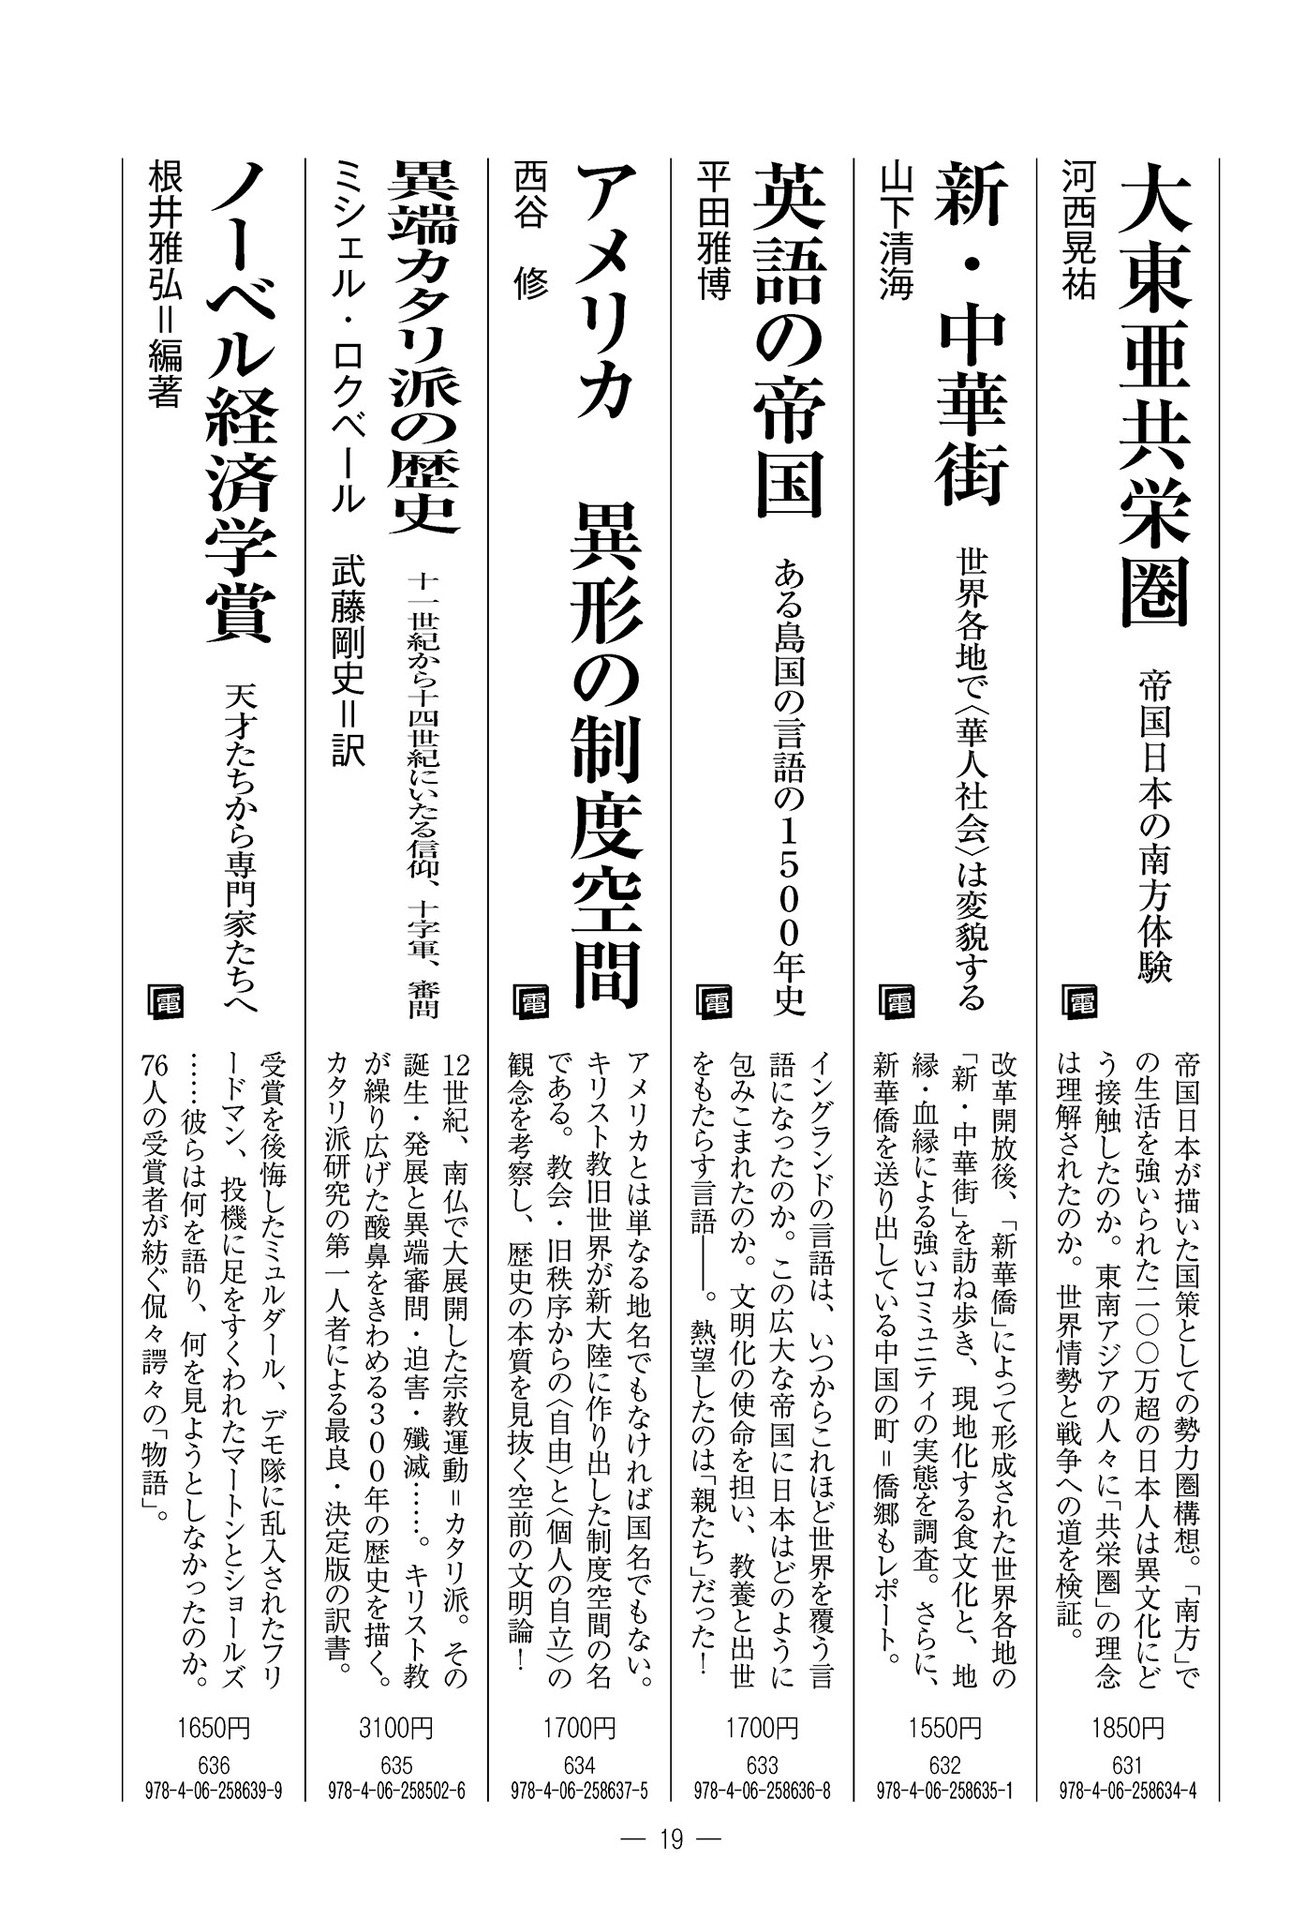 大東亜共栄圏
帝国日本の南方体験
河西晃祐
電
帝国日本が描いた国策としての勢力圏構想。「南方」で
の生活を強いられた二〇〇万超の日本人は異文化にど
う接触したのか。東南アジアの人々に「共栄圏」の理念
は理解されたのか。世界情勢と戦争への道を検証。
1850円
631
978-4-06-258634-4
新・中華街
世界各地で〈華人社会〉は変貌する
山下清海
電
改革開放後、「新華僑」によって形成された世界各地の
「新・中華街」を訪ね歩き、現地化する食文化と、地
縁・血縁による強いコミュニティの実態を調査。さらに、
新華僑を送り出している中国の町＝僑郷もレポート。
1550円
632
978-4-06-258635-1
英語の帝国
ある島国の言語の1500年史
平田雅博
電
イングランドの言語は、いつからこれほど世界を覆う言
語になったのか。この広大な帝国に日本はどのように
包みこまれたのか。文明化の使命を担い、教養と出世
をもたらす言語――。熱望したのは「親たち」だった！
1700円
633
978-4-06-258636-8
アメリカ　異形の制度空間
西谷　修
電
アメリカとは単なる地名でもなければ国名でもない。
キリスト教旧世界が新大陸に作り出した制度空間の名
である。教会・旧秩序からの〈自由〉と〈個人の自立〉の
観念を考察し、歴史の本質を見抜く空前の文明論！
1700円
634
978-4-06-258637-5
異端カタリ派の歴史
十一世紀から十四世紀にいたる信仰、十字軍、審問
ミシェル・ロクベール　武藤剛史＝訳
12世紀、南仏で大展開した宗教運動＝カタリ派。その
誕生・発展と異端審問・迫害・殲滅……。キリスト教
が繰り広げた酸鼻をきわめる300年の歴史を描く。
カタリ派研究の第一人者による最良・決定版の訳書。
3100円
635
978-4-06-258502-6
ノーベル経済学賞
天才たちから専門家たちへ
根井雅弘＝編著
電
受賞を後悔したミュルダール、デモ隊に乱入されたフリ
ードマン、投機に足をすくわれたマートンとショールズ
……彼らは何を語り、何を見ようとしなかったのか。
76人の受賞者が紡ぐ侃々諤々の「物語」。
1650円
636
978-4-06-258639-9
― 19 ―